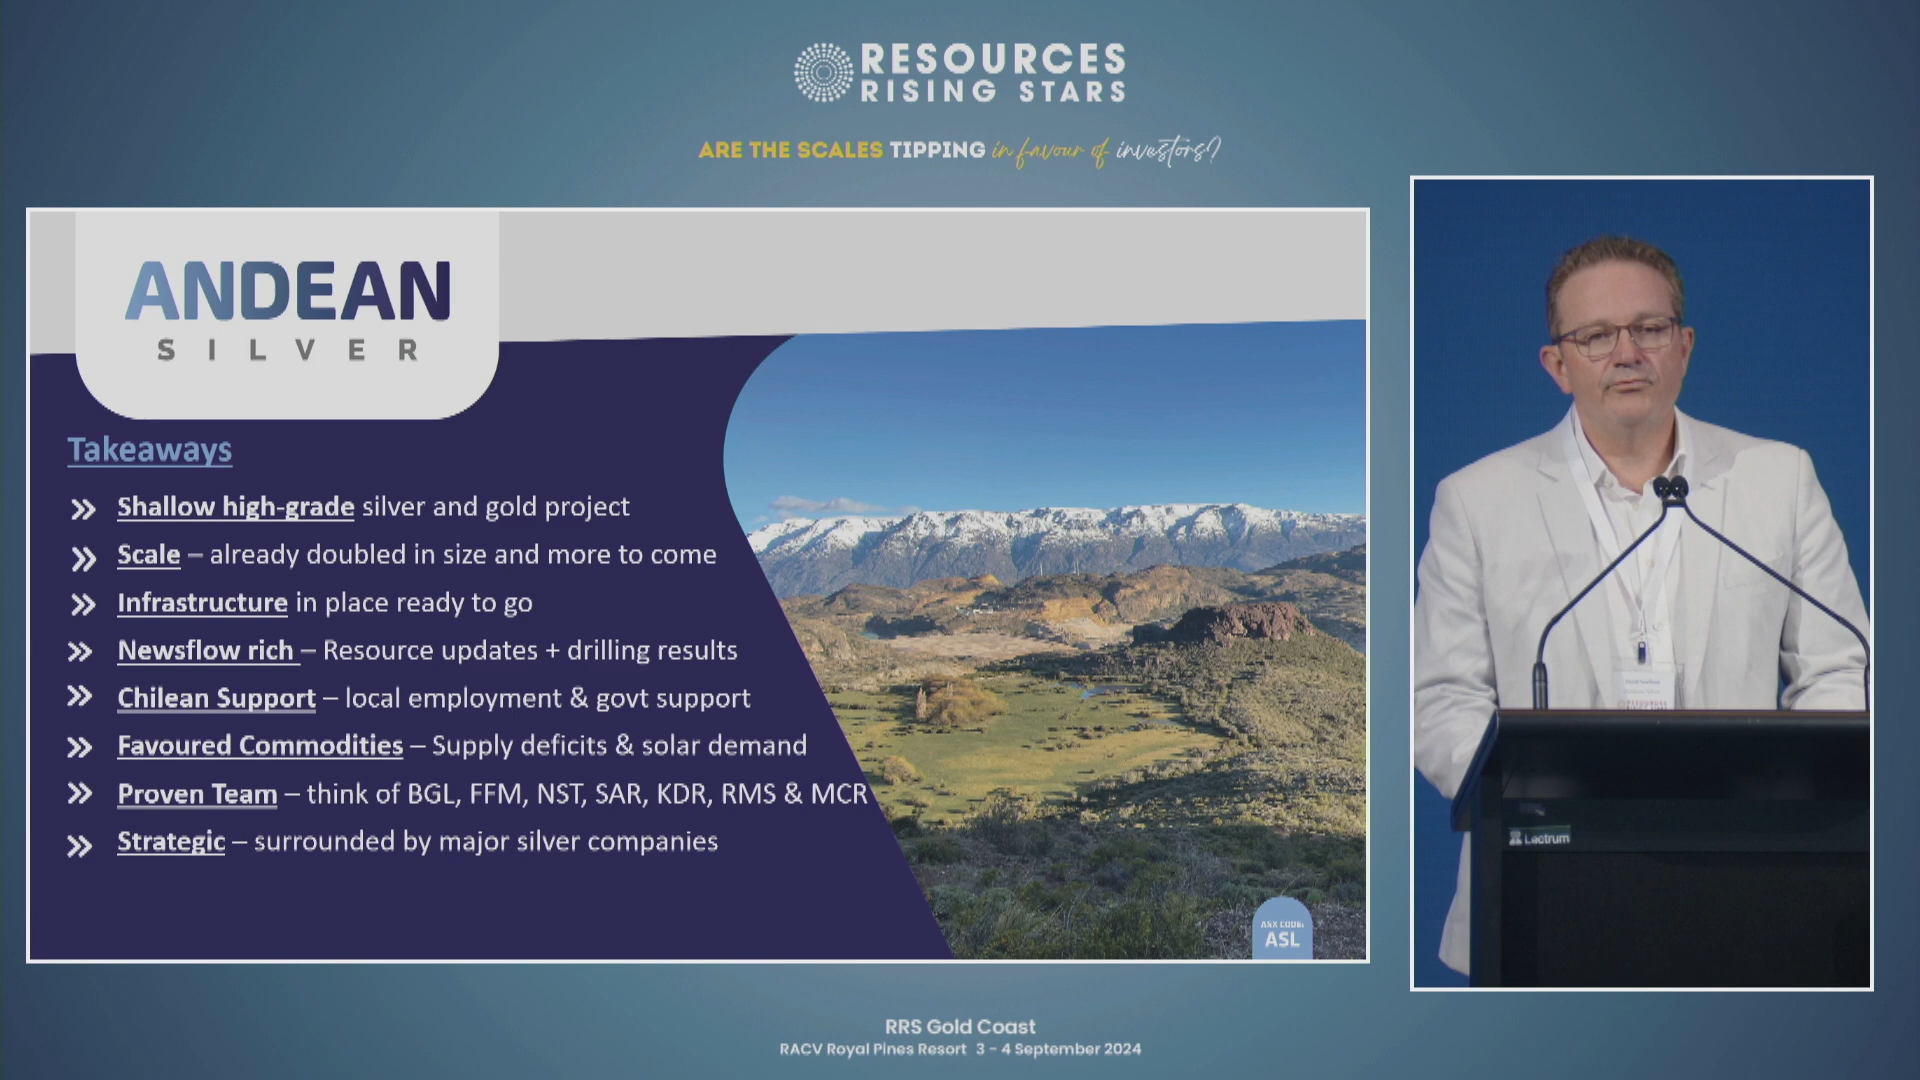 RESOURCES
RISING STARS
ARE THE SCALES TIPPING in favour of investors?
ANDEAN
SILVER
Takeaways
Shallow high-grade silver and gold project
Scale – already doubled in size and more to come
Infrastructure in place ready to go
Newsflow rich – Resource updates + drilling results
Chilean Support – local employment & govt support
Favoured Commodities – Supply deficits & solar demand
Proven Team – think of BGL, FFM, NST, SAR, KDR, RMS & MCR
Strategic – surrounded by major silver companies
ASX CODE:
ASL
Lectrum
RRS Gold Coast
RACV Royal Pines Resort 3 – 4 September 2024